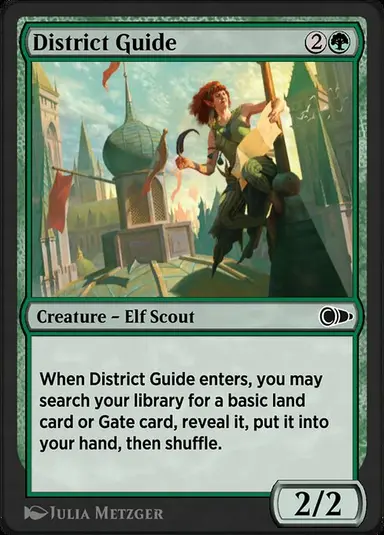 District Guide 2
Creature – Elf Scout
When District Guide enters, you may
search your library for a basic land
card or Gate card, reveal it, put it into
your hand, then shuffle.
2/2
Julia Metzger